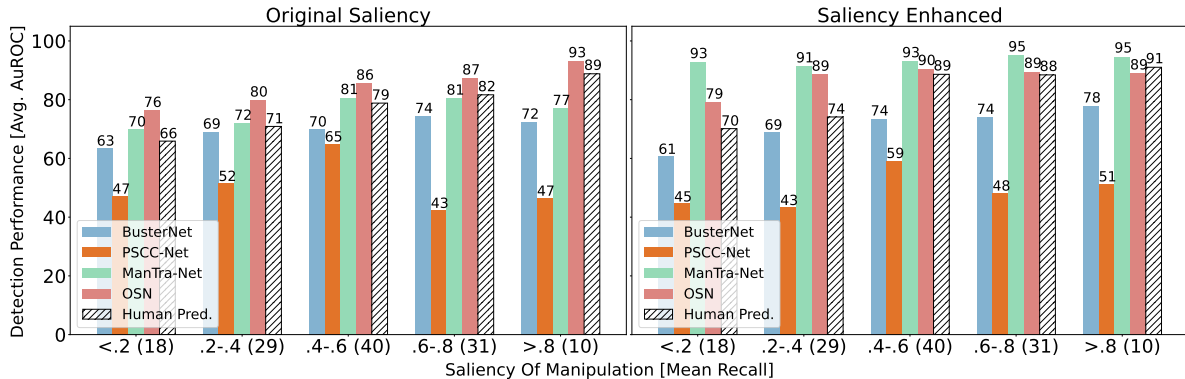 Original Saliency
Saliency Enhanced
Detection Performance [Avg. AuROC]
100
80
60
40
20
0
63 47 70 76 66
69 52 72 80 71
70 65 81 86 79
74 43 81 87 82
72 47 77 93 89
61 45 93 79 70
69 43 91 89 74
74 59 93 90 89
74 48 95 89 88
78 51 95 89 91
BusterNet
PSCC-Net
ManTra-Net
OSN
Human Pred.
BusterNet
PSCC-Net
ManTra-Net
OSN
Human Pred.
<.2 (18) .2-.4 (29) .4-.6 (40) .6-.8 (31) >.8 (10)
<.2 (18) .2-.4 (29) .4-.6 (40) .6-.8 (31) >.8 (10)
Saliency Of Manipulation [Mean Recall]